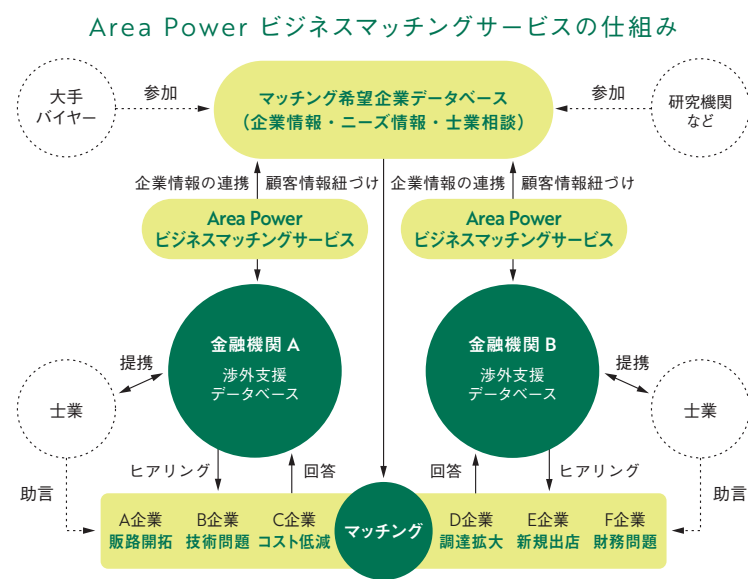 Area Power ビジネスマッチングサービスの仕組み
大手
バイヤー
参加
マッチング希望企業データベース
（企業情報・ニーズ情報・士業相談）
参加
研究機関
など
企業情報の連携
顧客情報紐づけ
企業情報の連携
顧客情報紐づけ
Area Power
ビジネスマッチングサービス
Area Power
ビジネスマッチングサービス
金融機関 A
渉外支援
データベース
金融機関 B
渉外支援
データベース
提携
提携
士業
士業
ヒアリング
回答
回答
ヒアリング
助言
助言
A企業
販路開拓
B企業
技術問題
C企業
コスト低減
マッチング
D企業
調達拡大
E企業
新規出店
F企業
財務問題